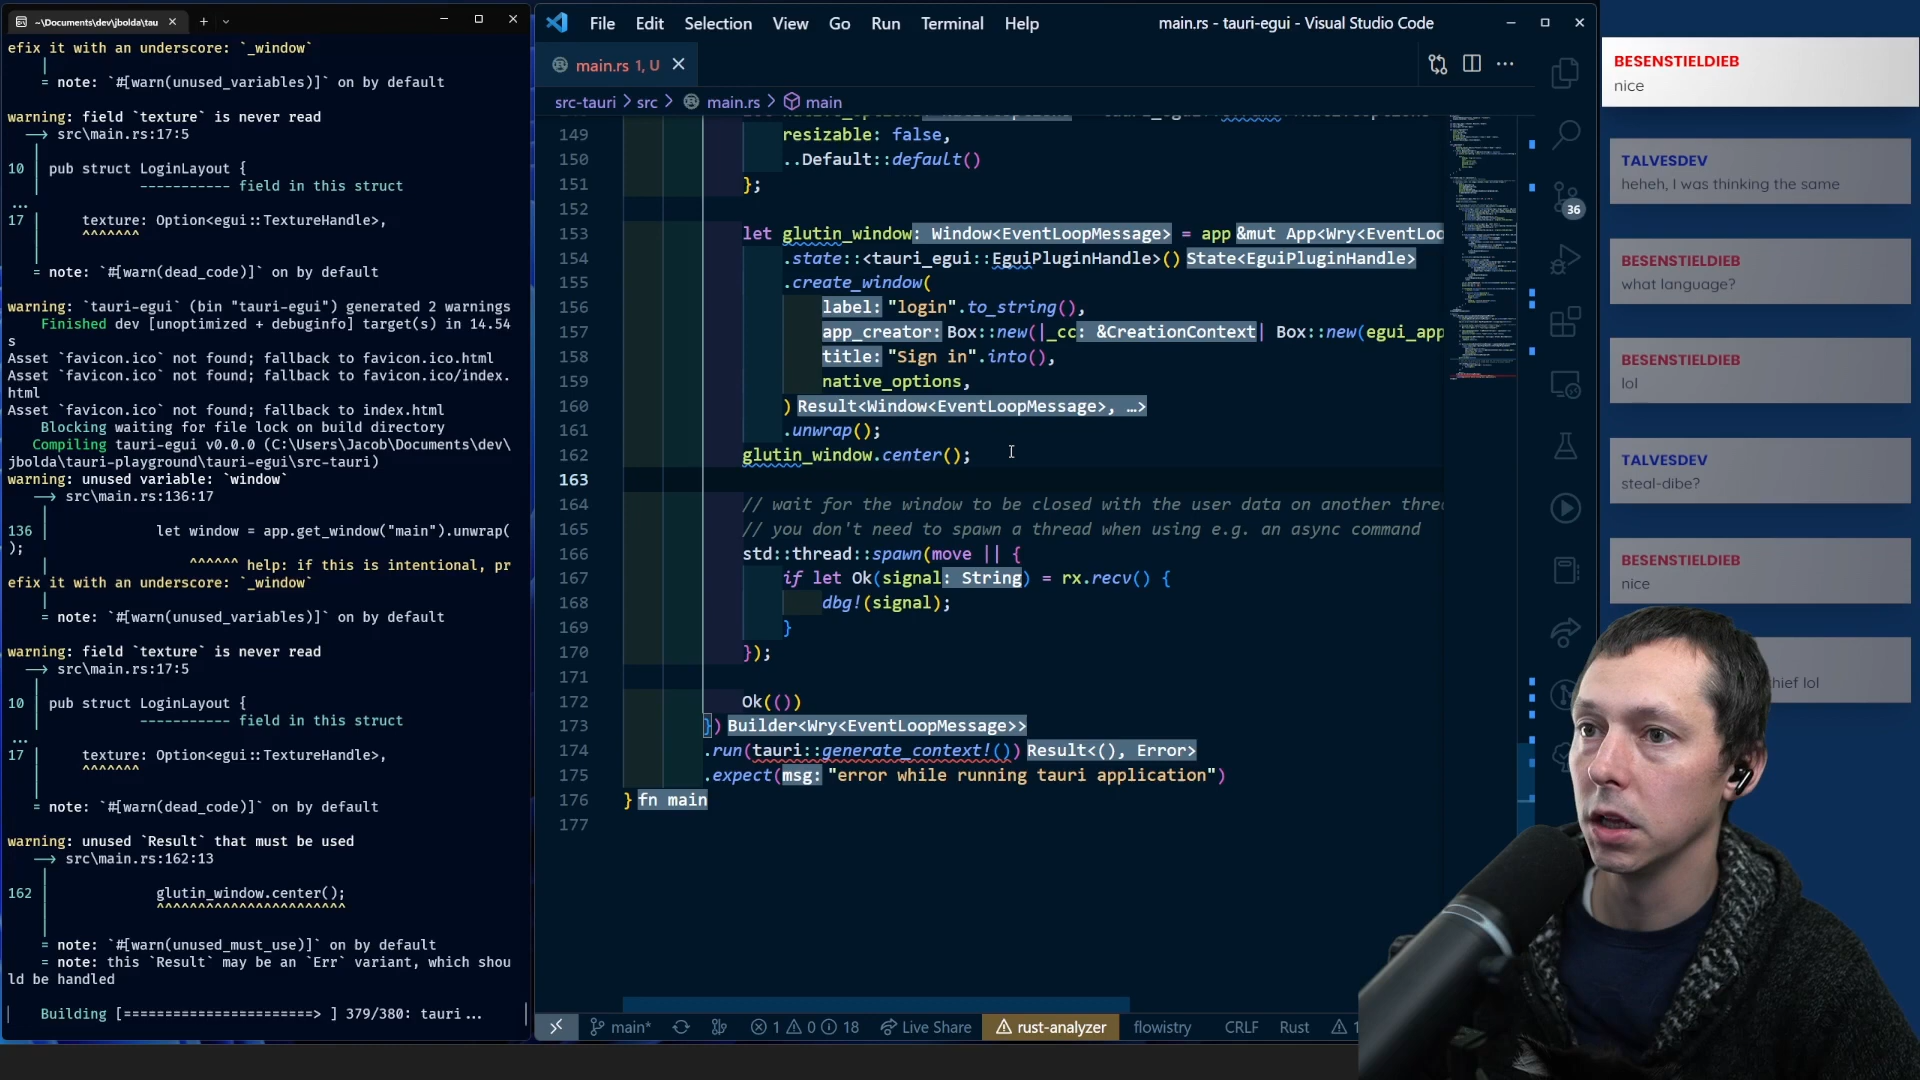 ~\Documents\dev\jbolda\tau
efix it with an underscore: `_window`
= note: `#[warn(unused_variables)]` on by default
warning: field `texture` is never read
--> src\main.rs:17:5
10 | pub struct LoginLayout {
----------- field in this struct
...
17 | texture: Option<egui::TextureHandle>,
^^^^^^^
= note: `#[warn(dead_code)]` on by default
warning: `tauri-egui` (bin "tauri-egui") generated 2 warnings
Finished dev [unoptimized + debuginfo] target(s) in 14.54
s
Asset `favicon.ico` not found; fallback to favicon.ico.html
Asset `favicon.ico` not found; fallback to favicon.ico/index.
html
Asset `favicon.ico` not found; fallback to index.html
Blocking waiting for file lock on build directory
Compiling tauri-egui v0.0.0 (C:\Users\Jacob\Documents\dev\
jbolda\tauri-playground\tauri-egui\src-tauri)
warning: unused variable: `window`
--> src\main.rs:136:17
136 | let window = app.get_window("main").unwrap(
);
^^^^^^ help: if this is intentional, pr
efix it with an underscore: `_window`
= note: `#[warn(unused_variables)]` on by default
warning: field `texture` is never read
--> src\main.rs:17:5
10 | pub struct LoginLayout {
----------- field in this struct
...
17 | texture: Option<egui::TextureHandle>,
^^^^^^^
= note: `#[warn(dead_code)]` on by default
warning: unused `Result` that must be used
--> src\main.rs:162:13
162 | glutin_window.center();
^^^^^^^^^^^^^^^^^^^^^^^
= note: `#[warn(unused_must_use)]` on by default
= note: this `Result` may be an `Err` variant, which shou
ld be handled
Building [=======================> ] 379/380: tauri...
File Edit Selection View Go Run Terminal Help
main.rs - tauri-egui - Visual Studio Code
main.rs 1, U
src-tauri > src > main.rs > main
149 resizable: false,
150 ..Default::default()
151 };
152
153 let glutin_window: Window<EventLoopMessage> = app &mut App<Wry<EventLoo
154 .state::<tauri_egui::EguiPluginHandle>() State<EguiPluginHandle>
155 .create_window(
156 label: "login".to_string(),
157 app_creator: Box::new(|_cc: &CreationContext| Box::new(egui_app
158 title: "Sign in".into(),
159 native_options,
160 ) Result<Window<EventLoopMessage>, …>
161 .unwrap();
162 glutin_window.center();
163
164 // wait for the window to be closed with the user data on another threa
165 // you don't need to spawn a thread when using e.g. an async command
166 std::thread::spawn(move || {
167 if let Ok(signal: String) = rx.recv() {
168 dbg!(signal);
169 }
170 });
171
172 Ok(())
173 }) Builder<Wry<EventLoopMessage>>
174 .run(tauri::generate_context!()) Result<(), Error>
175 .expect(msg: "error while running tauri application")
176 } fn main
177
main* 1 0 18 Live Share rust-analyzer flowistry CRLF Rust 1
36
BESENSTIELDIEB
nice
TALVESDEV
heheh, I was thinking the same
BESENSTIELDIEB
what language?
BESENSTIELDIEB
lol
TALVESDEV
steal-dibe?
BESENSTIELDIEB
nice
hief lol